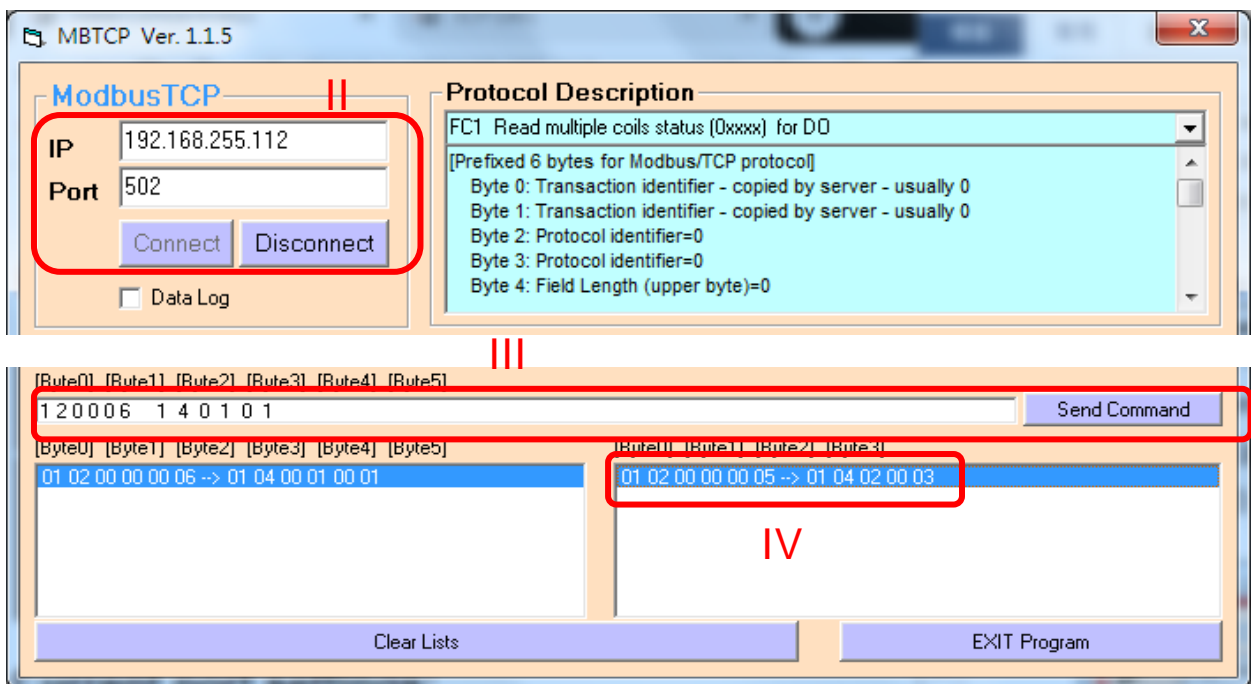 MBTCP Ver. 1.1.5
ModbusTCP
II
IP 192.168.255.112
Port 502
Connect Disconnect
Data Log
Protocol Description
FC1 Read multiple coils status (0xxxx) for DO
[Prefixed 6 bytes for Modbus/TCP protocol]
Byte 0: Transaction identifier - copied by server - usually 0
Byte 1: Transaction identifier - copied by server - usually 0
Byte 2: Protocol identifier=0
Byte 3: Protocol identifier=0
Byte 4: Field Length (upper byte)=0
III
[Byte0] [Byte1] [Byte2] [Byte3] [Byte4] [Byte5]
1 2 0 0 0 6 1 4 0 1 0 1
Send Command
[Byte0] [Byte1] [Byte2] [Byte3] [Byte4] [Byte5]
01 02 00 00 00 06 --> 01 04 00 01 00 01
[Byte0] [Byte1] [Byte2] [Byte3]
01 02 00 00 00 05 --> 01 04 02 00 03
IV
Clear Lists
EXIT Program